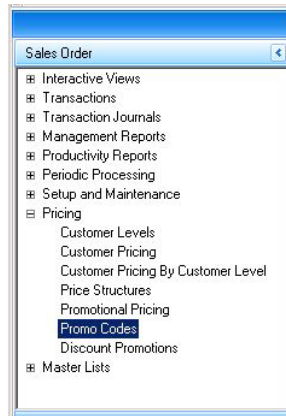 Sales Order
Interactive Views
Transactions
Transaction Journals
Management Reports
Productivity Reports
Periodic Processing
Setup and Maintenance
Pricing
Customer Levels
Customer Pricing
Customer Pricing By Customer Level
Price Structures
Promotional Pricing
Promo Codes
Discount Promotions
Master Lists